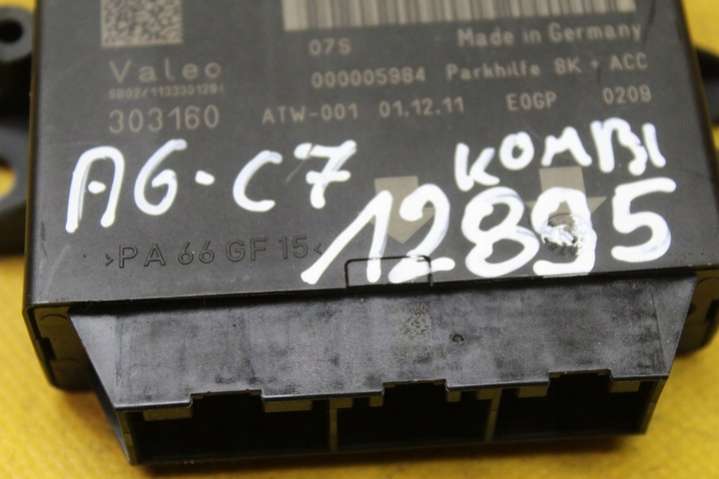 07S Made in Germany
Valeo
000005984 Parkhilfe 8K + ACC
303160 ATW-001 01.12.11 E0GP 0209
A6-C7 KOMBI
12895
>PA 66 GF 15<